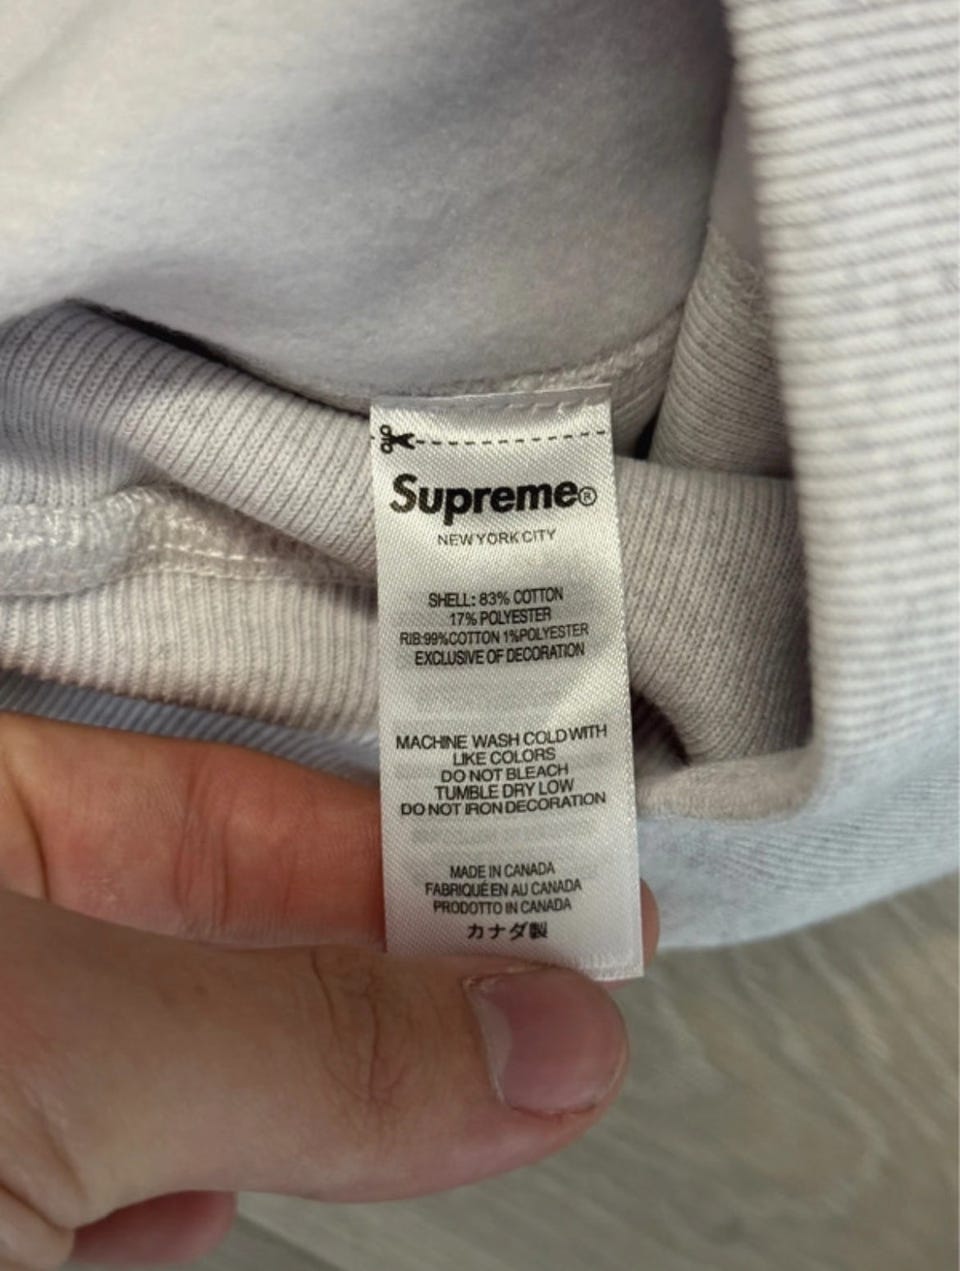 Supreme®
NEW YORK CITY
SHELL: 83% COTTON
17% POLYESTER
RIB:99%COTTON 1%POLYESTER
EXCLUSIVE OF DECORATION
MACHINE WASH COLD WITH
LIKE COLORS
DO NOT BLEACH
TUMBLE DRY LOW
DO NOT IRON DECORATION
MADE IN CANADA
FABRIQUÉ EN AU CANADA
PRODOTTO IN CANADA
カナダ製